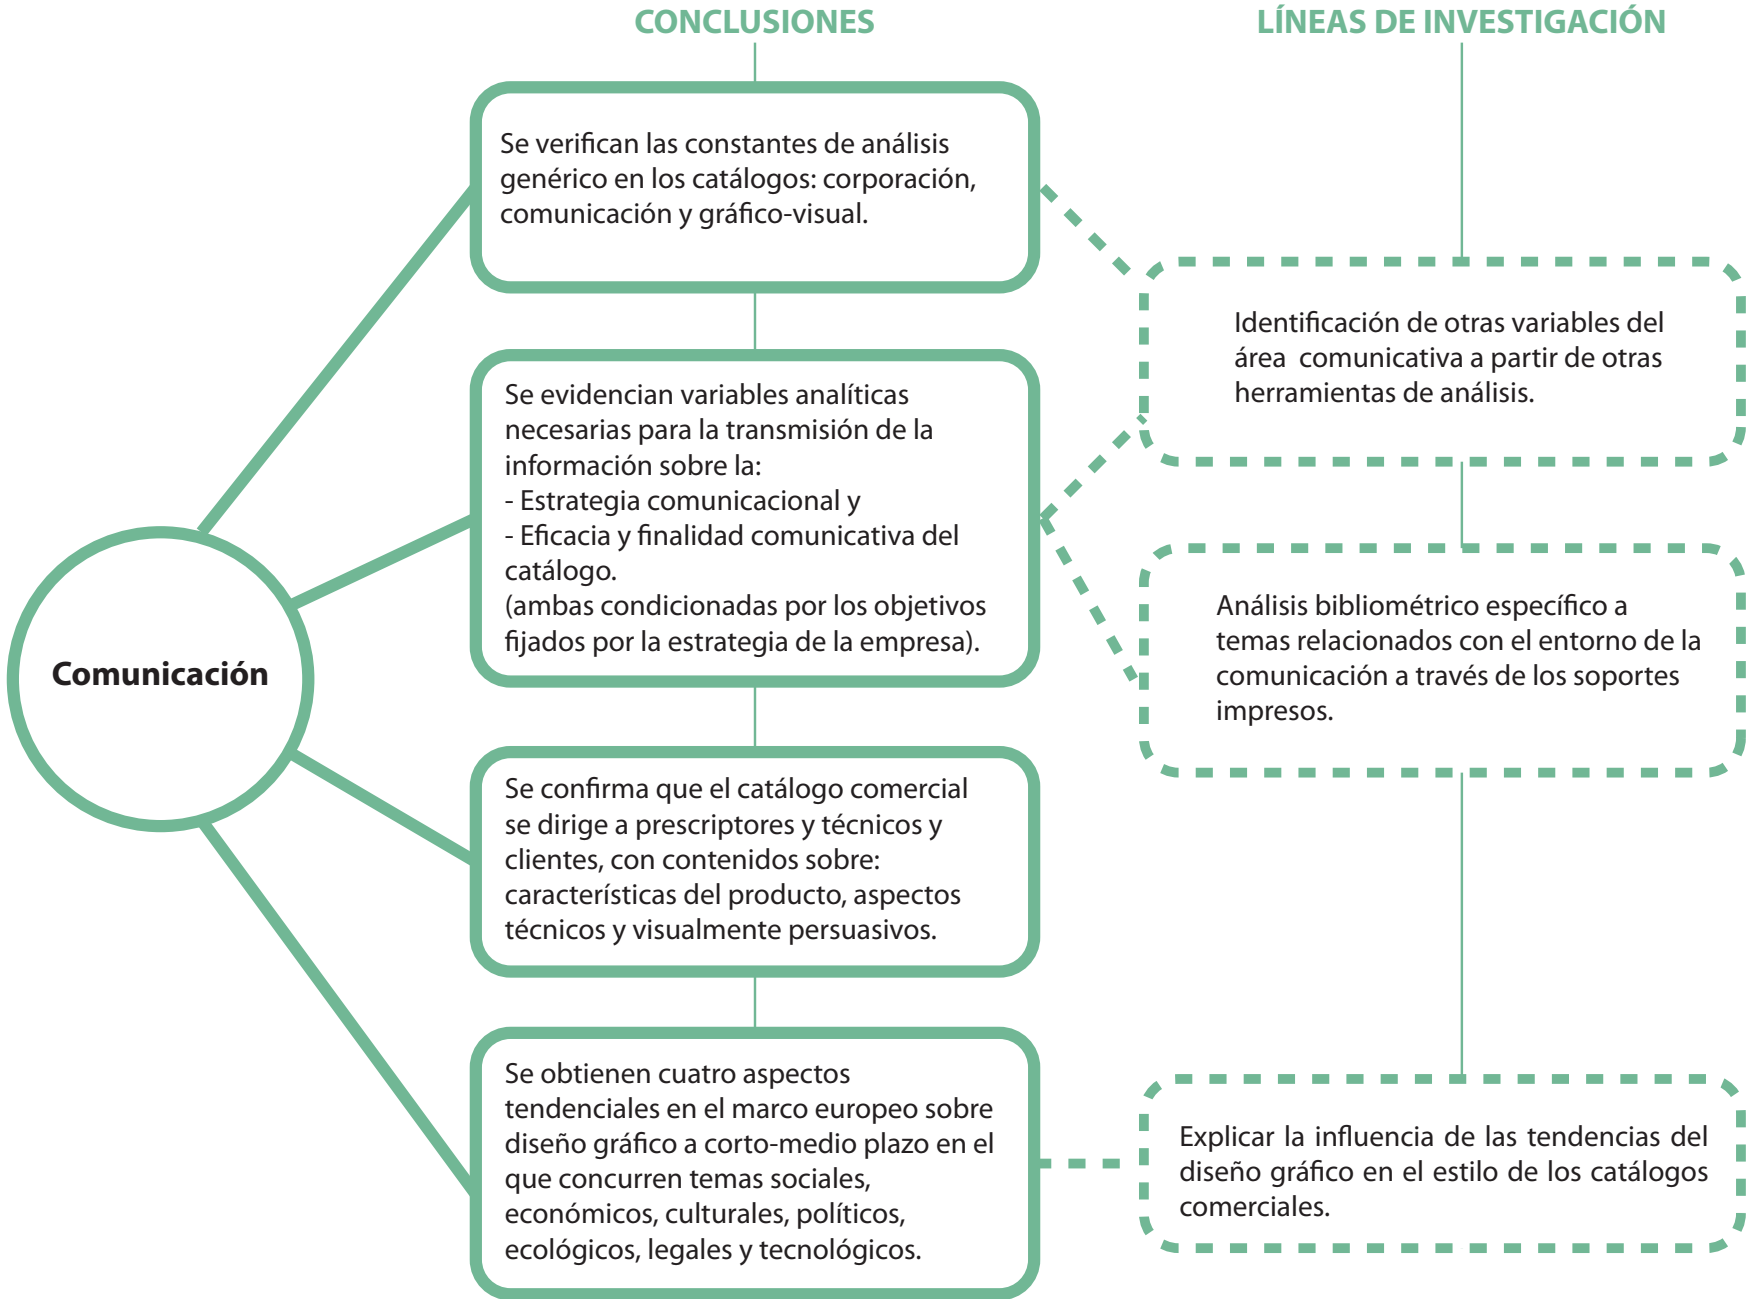 CONCLUSIONES
LÍNEAS DE INVESTIGACIÓN
Se verifican las constantes de análisis
genérico en los catálogos: corporación,
comunicación y gráfico-visual.
Se evidencian variables analíticas
necesarias para la transmisión de la
información sobre la:
- Estrategia comunicacional y
- Eficacia y finalidad comunicativa del
catálogo.
(ambas condicionadas por los objetivos
fijados por la estrategia de la empresa).
Se confirma que el catálogo comercial
se dirige a prescriptores y técnicos y
clientes, con contenidos sobre:
características del producto, aspectos
técnicos y visualmente persuasivos.
Se obtienen cuatro aspectos
tendenciales en el marco europeo sobre
diseño gráfico a corto-medio plazo en el
que concurren temas sociales,
económicos, culturales, políticos,
ecológicos, legales y tecnológicos.
Comunicación
Identificación de otras variables del
área comunicativa a partir de otras
herramientas de análisis.
Análisis bibliométrico específico a
temas relacionados con el entorno de la
comunicación a través de los soportes
impresos.
Explicar la influencia de las tendencias del
diseño gráfico en el estilo de los catálogos
comerciales.